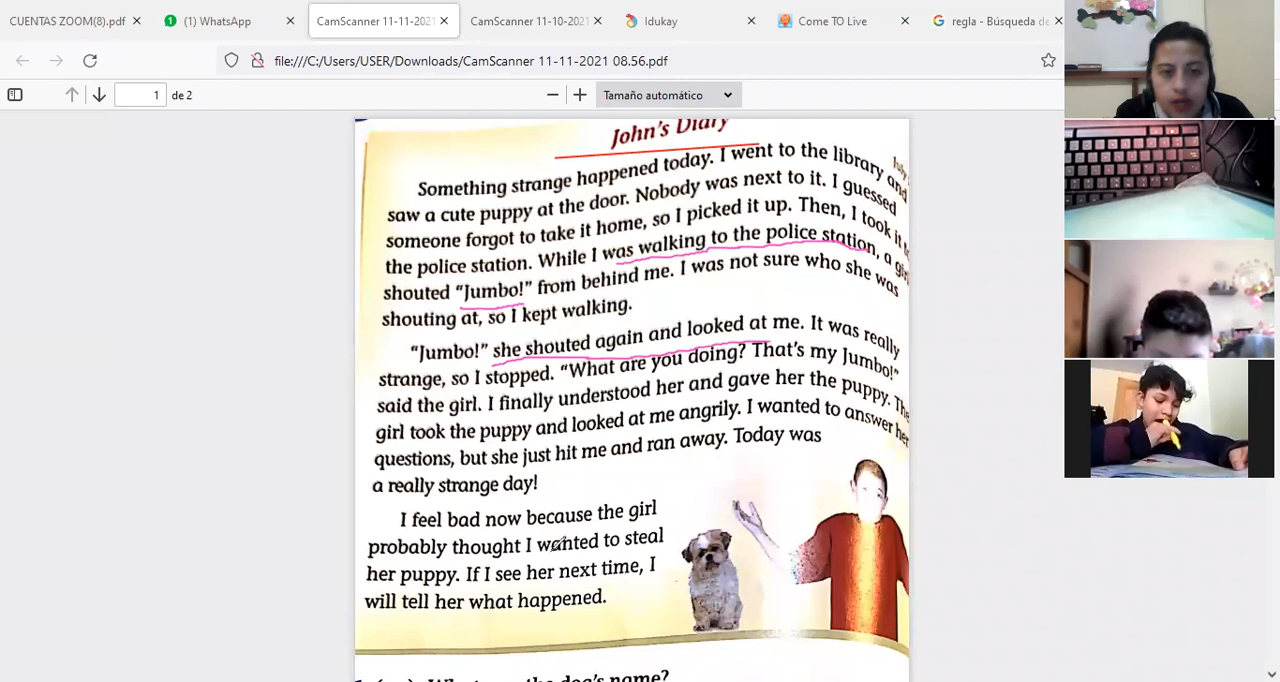 CUENTAS ZOOM(8).pdf
(1) WhatsApp
CamScanner 11-11-2021
CamScanner 11-10-2021
Idukay
Come TO Live
regla - Búsqueda de
file:///C:/Users/USER/Downloads/CamScanner 11-11-2021 08.56.pdf
1 de 2
Tamaño automático
John's Diary
Something strange happened today. I went to the library and
saw a cute puppy at the door. Nobody was next to it. I guessed
someone forgot to take it home, so I picked it up. Then, I took it
the police station. While I was walking to the police station, a
shouted "Jumbo!" from behind me. I was not sure who she was
shouting at, so I kept walking.
"Jumbo!" she shouted again and looked at me. It was really
strange, so I stopped. "What are you doing? That's my Jumbo!"
said the girl. I finally understood her and gave her the puppy.
girl took the puppy and looked at me angrily. I wanted to answer her
questions, but she just hit me and ran away. Today was
a really strange day!
I feel bad now because the girl
probably thought I wanted to steal
her puppy. If I see her next time, I
will tell her what happened.
the dog's name?